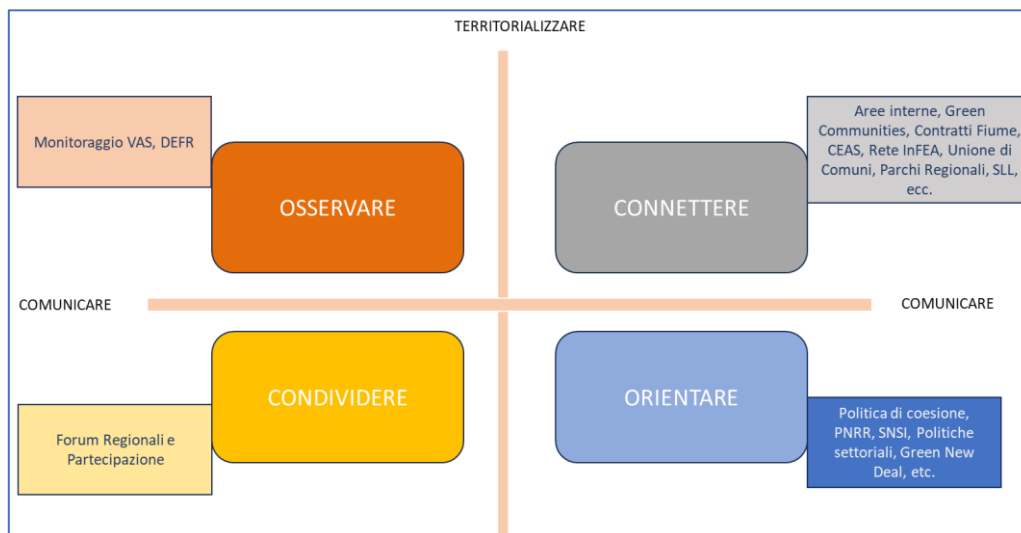 TERRITORIALIZZARE
Monitoraggio VAS, DEFR
OSSERVARE
CONNETTERE
Aree interne, Green
Communities, Contratti Fiume,
CEAS, Rete InFEA, Unione di
Comuni, Parchi Regionali, SLL,
ecc.
COMUNICARE
COMUNICARE
CONDIVIDERE
ORIENTARE
Forum Regionali e
Partecipazione
Politica di coesione,
PNRR, SNSI, Politiche
settoriali, Green New
Deal, etc.